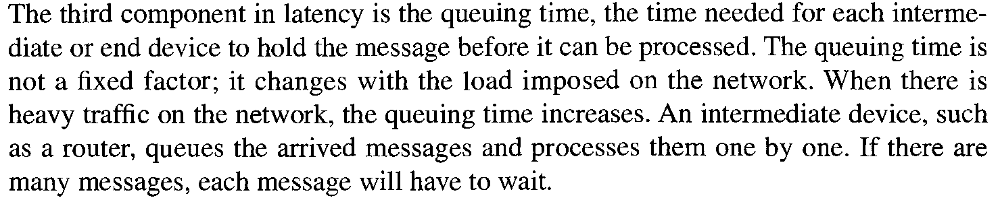 The third component in latency is the queuing time, the time needed for each interme-
diate or end device to hold the message before it can be processed. The queuing time is
not a fixed factor; it changes with the load imposed on the network. When there is
heavy traffic on the network, the queuing time increases. An intermediate device, such
as a router, queues the arrived messages and processes them one by one. If there are
many messages, each message will have to wait.